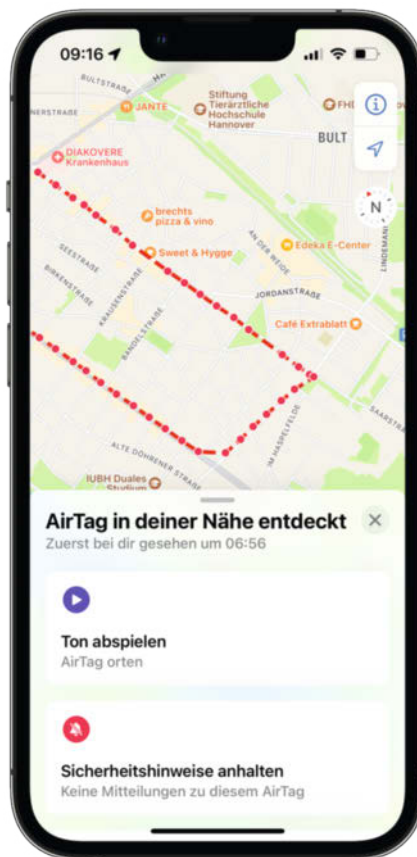 09:16
BULTSTRAßE
HA
JANTE
Stiftung
Tierärztliche
Hochschule
Hannover
FH
NERSTRAßE
BULT
DIAKOVERE
Krankenhaus
N
brechts
pizza & vino
LINDEMANN
Sweet & Hygge
AN DER WEIDE
Edeka E-Center
SEESTRAßE
BIRKENSTRAßE
KRAUSENSTRAßE
JORDANSTRAßE
BANDELSTRAßE
Café Extrablatt
SAARSTR
IM HASPELFELDE
ALTE DÖHRENER STRAßE
IUBH Duales
Studium
AirTag in deiner Nähe entdeckt
Zuerst bei dir gesehen um 06:56
Ton abspielen
AirTag orten
Sicherheitshinweise anhalten
Keine Mitteilungen zu diesem AirTag